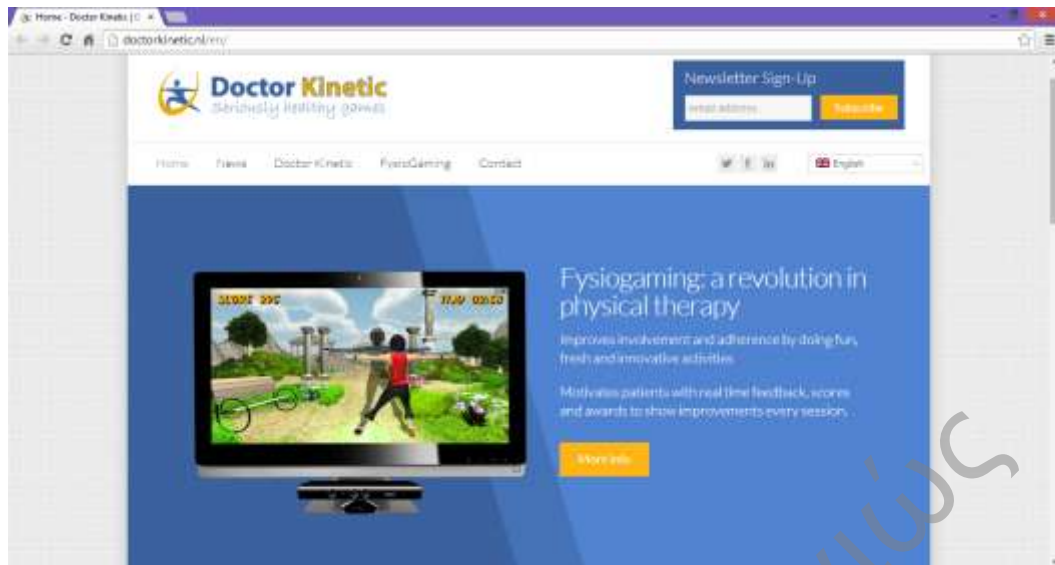 Home - Doctor Kinetic |
doctorkinetic.nl/en/
Doctor Kinetic
Seriously healthy games
Newsletter Sign-Up
email address
Subscribe
Home News Doctor Kinetic FysioGaming Contact
English
SCORE
Fysiogaming: a revolution in
physical therapy
Improves involvement and adherence by doing fun,
fresh and innovative activities
Motivates patients with real time feedback, scores
and awards to show improvements every session.
More info